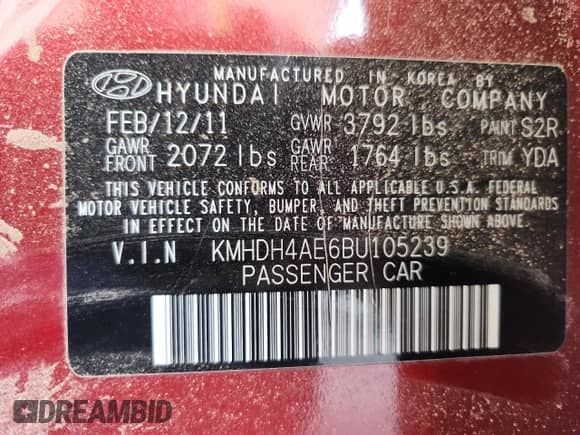 MANUFACTURED IN KOREA BY
HYUNDAI MOTOR COMPANY
FEB/12/11 GVWR 3792 lbs PAINT S2R
GAWR FRONT 2072 lbs GAWR REAR 1764 lbs TRIM YDA
THIS VEHICLE CONFORMS TO ALL APPLICABLE U.S.A. FEDERAL
MOTOR VEHICLE SAFETY, BUMPER, AND THEFT PREVENTION STANDARDS
IN EFFECT ON THE DATE OF MANUFACTURE SHOWN ABOVE.
V.I.N KMHDH4AE6BU105239
PASSENGER CAR
DREAMBID